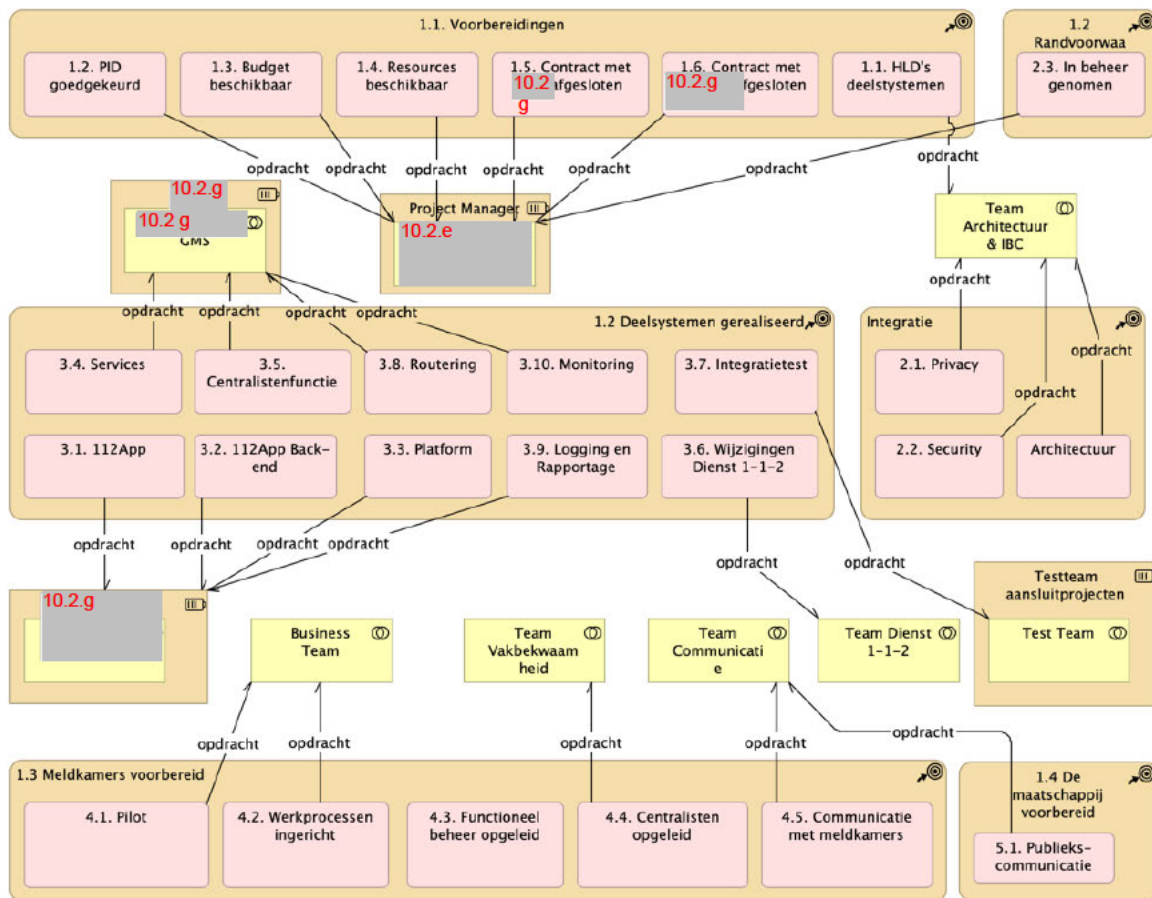 1.1. Voorbereidingen
1.2
Randvoorwaa
1.2. PID
goedgekeurd
1.3. Budget
beschikbaar
1.4. Resources
beschikbaar
1.5. Contract met
10.2
g
afgesloten
1.6. Contract met
10.2.g
fgesloten
1.1. HLD's
deelstystemen
2.3. In beheer
genomen
opdracht
opdracht
opdracht
opdracht
opdracht
opdracht
opdracht
10.2.g
10.2 g
GMS
Project Manager
10.2.e
Team
Architectuur
& IBC
opdracht
opdracht
opdracht
opdracht
opdracht
opdracht
opdracht
1.2 Deelsystemen gerealiseerd
Integratie
3.4. Services
3.5.
Centralistenfunctie
3.8. Routering
3.10. Monitoring
3.7. Integratietest
2.1. Privacy
3.1. 112App
3.2. 112App Back-
end
3.3. Platform
3.9. Logging en
Rapportage
3.6. Wijzigingen
Dienst 1-1-2
2.2. Security
Architectuur
opdracht
opdracht
opdracht
opdracht
opdracht
opdracht
10.2.g
Business
Team
Team
Vakbekwaam
heid
Team
Communicati
e
Team Dienst
1-1-2
Testteam
aansluitprojecten
Test Team
opdracht
opdracht
opdracht
opdracht
opdracht
1.3 Meldkamers voorbereid
1.4 De
maatschappij
voorbereid
4.1. Pilot
4.2. Werkprocessen
ingericht
4.3. Functioneel
beheer opgeleid
4.4. Centralisten
opgeleid
4.5. Communicatie
met meldkamers
5.1. Publieks-
communicatie